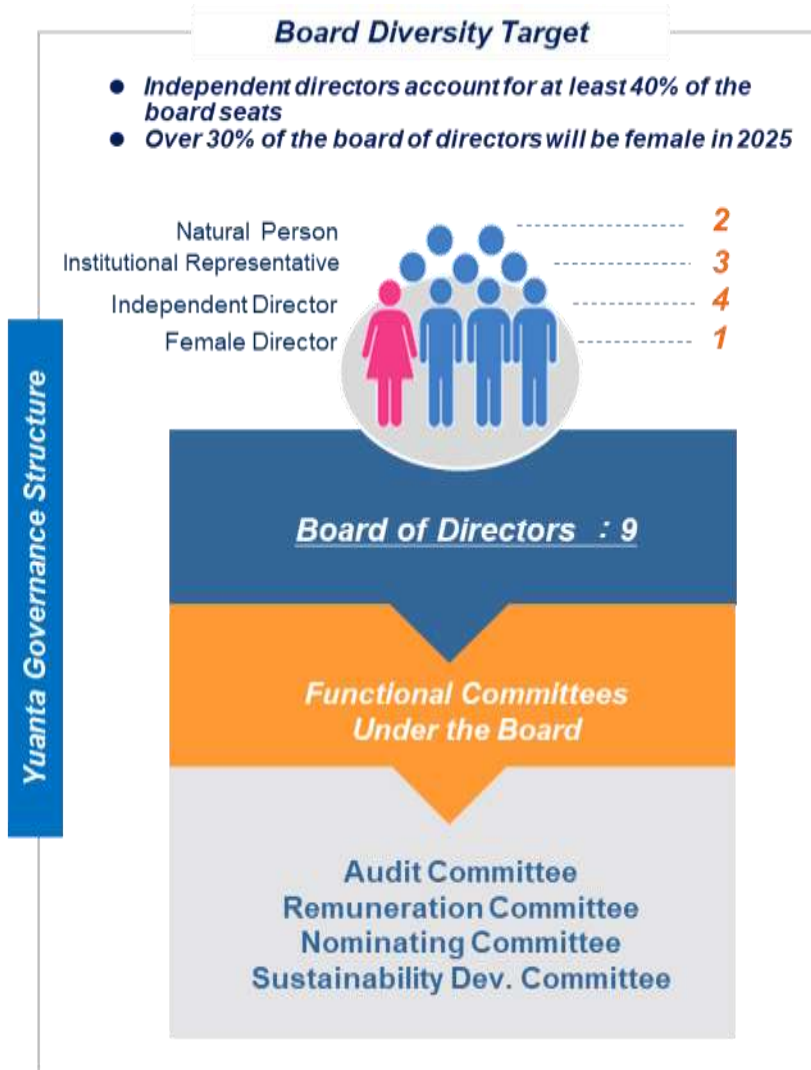 Board Diversity Target
● Independent directors account for at least 40% of the
board seats
● Over 30% of the board of directors will be female in 2025
Natural Person 2
Institutional Representative 3
Independent Director 4
Female Director 1
Yuanta Governance Structure
Board of Directors : 9
Functional Committees
Under the Board
Audit Committee
Remuneration Committee
Nominating Committee
Sustainability Dev. Committee